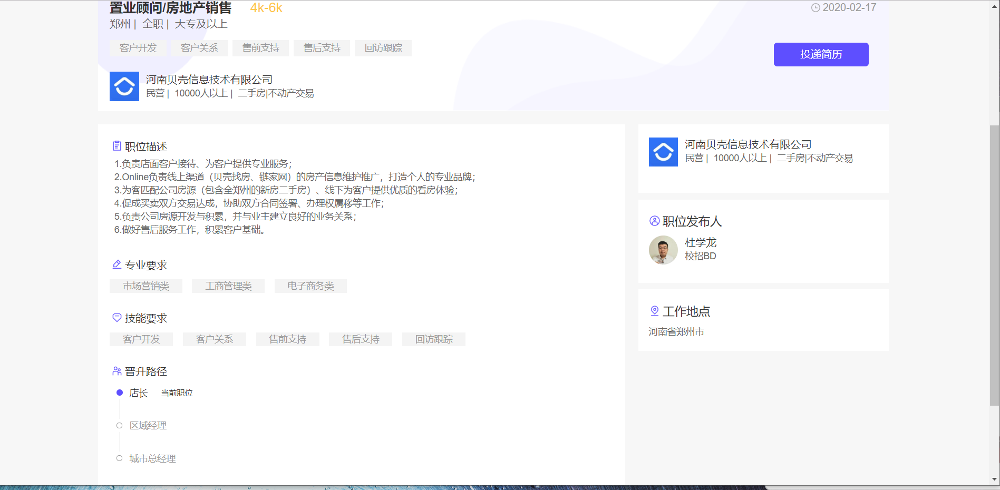 置业顾问/房地产销售 4k-6k
2020-02-17
郑州 | 全职 | 大专及以上
客户开发 客户关系 售前支持 售后支持 回访跟踪
投递简历
河南贝壳信息技术有限公司
民营 | 10000人以上 | 二手房|不动产交易
职位描述
1.负责店面客户接待、为客户提供专业服务；
2.Online负责线上渠道（贝壳找房、链家网）的房产信息维护推广，打造个人的专业品牌；
3.为客匹配公司房源（包含全郑州的新房二手房）、线下为客户提供优质的看房体验；
4.促成买卖双方交易达成，协助双方合同签署、办理权属移等工作；
5.负责公司房源开发与积累，并与业主建立良好的业务关系；
6.做好售后服务工作，积累客户基础。
专业要求
市场营销类 工商管理类 电子商务类
技能要求
客户开发 客户关系 售前支持 售后支持 回访跟踪
晋升路径
店长 当前职位
区域经理
城市总经理
河南贝壳信息技术有限公司
民营 | 10000人以上 | 二手房|不动产交易
职位发布人
杜学龙
校招BD
工作地点
河南省郑州市